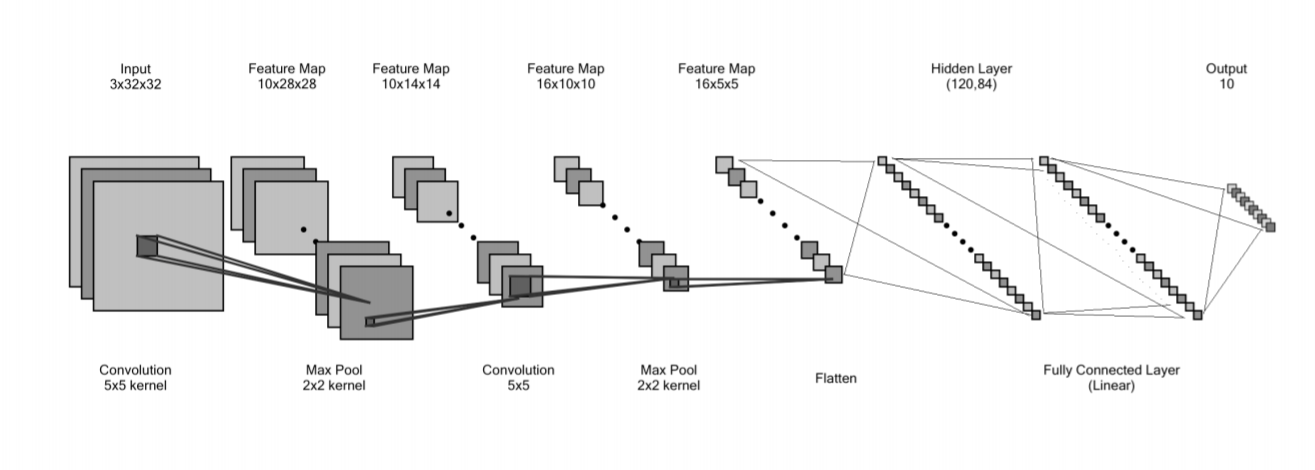 Input
3x32x32
Feature Map
10x28x28
Feature Map
10x14x14
Feature Map
16x10x10
Feature Map
16x5x5
Hidden Layer
(120,84)
Output
10
Convolution
5x5 kernel
Max Pool
2x2 kernel
Convolution
5x5
Max Pool
2x2 kernel
Flatten
Fully Connected Layer
(Linear)